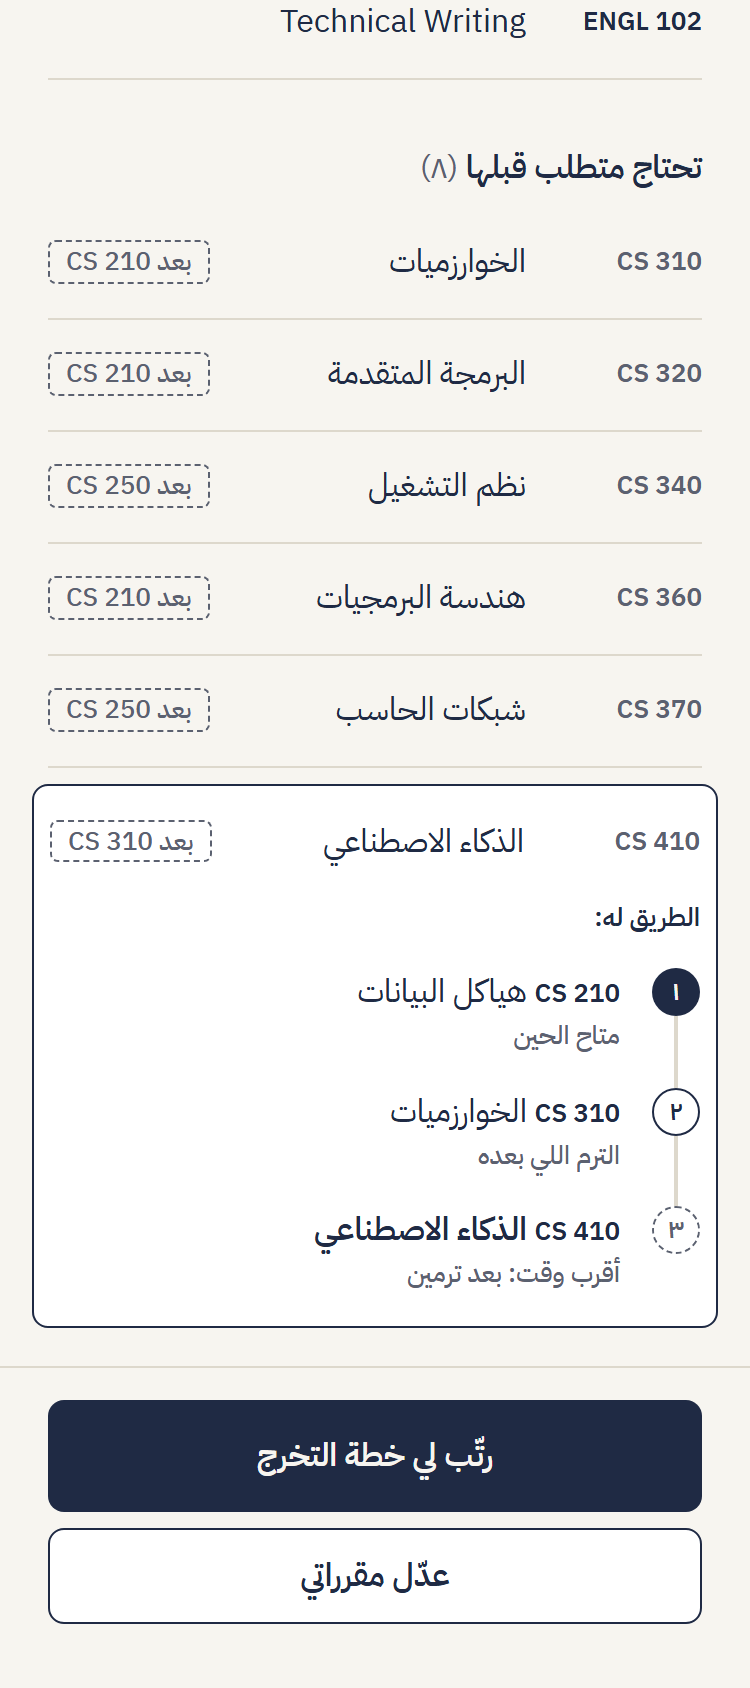 ENGL 102 Technical Writing
تحتاج متطلب قبلها (٨)
CS 310 الخوارزميات بعد CS 210
CS 320 البرمجة المتقدمة بعد CS 210
CS 340 نظم التشغيل بعد CS 250
CS 360 هندسة البرمجيات بعد CS 210
CS 370 شبكات الحاسب بعد CS 250
CS 410 الذكاء الاصطناعي بعد CS 310
الطريق له:
١ CS 210 هياكل البيانات
متاح الحين
٢ CS 310 الخوارزميات
الترم اللي بعده
٣ CS 410 الذكاء الاصطناعي
أقرب وقت: بعد ترمين
رتّب لي خطة التخرج
عدّل مقرراتي